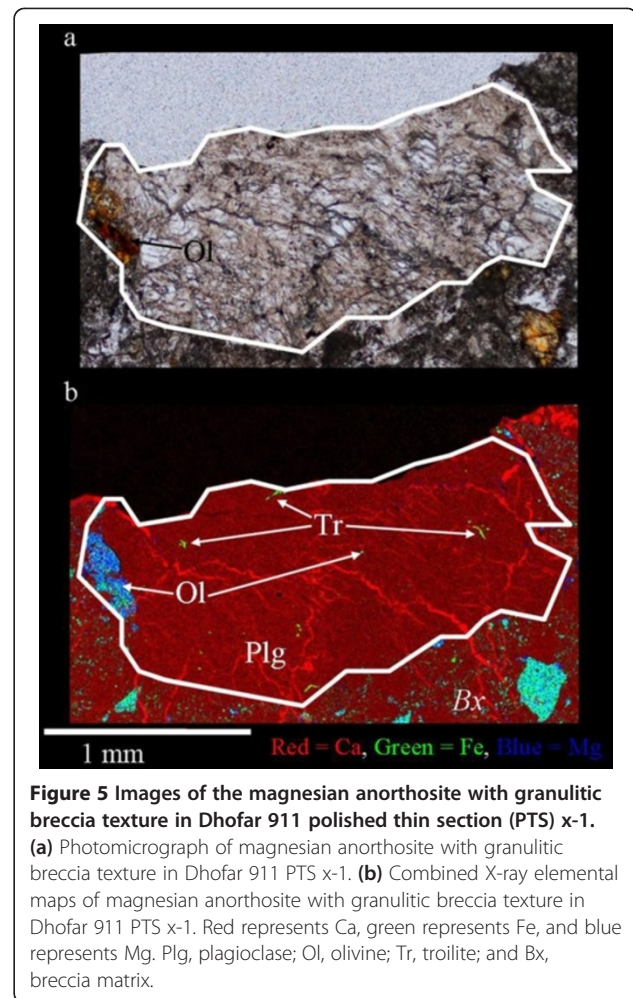 a
Ol
b
Tr
Ol
Plg
Bx
1 mm
Red = Ca, Green = Fe, Blue = Mg
Figure 5 Images of the magnesian anorthosite with granulitic
breccia texture in Dhofar 911 polished thin section (PTS) x-1.
(a) Photomicrograph of magnesian anorthosite with granulitic
breccia texture in Dhofar 911 PTS x-1. (b) Combined X-ray elemental
maps of magnesian anorthosite with granulitic breccia texture in
Dhofar 911 PTS x-1. Red represents Ca, green represents Fe, and blue
represents Mg. Plg, plagioclase; Ol, olivine; Tr, troilite; and Bx,
breccia matrix.